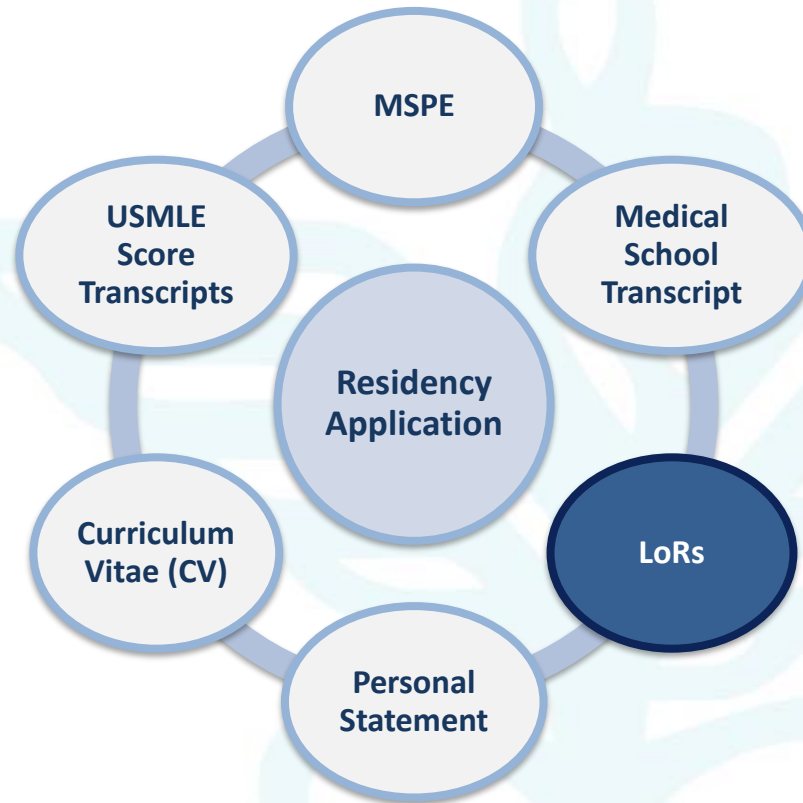 MSPE
USMLE
Score
Transcripts
Medical
School
Transcript
Residency
Application
Curriculum
Vitae (CV)
LoRs
Personal
Statement